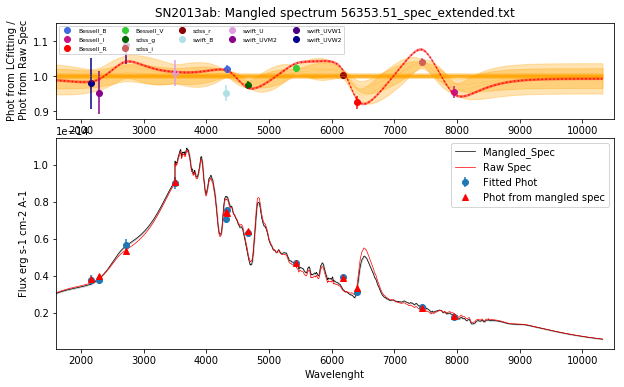 SN2013ab: Mangled spectrum 56353.51_spec_extended.txt
Phot from LCfitting /
Phot from Raw Spec
1.1
1.0
0.9
Bessell_B
Bessell_I
Bessell_R
Bessell_V
sdss_g
sdss_i
sdss_r
swift_B
swift_U
swift_UVM2
swift_UVW1
swift_UVW2
2000 3000 4000 5000 6000 7000 8000 9000 10000
1e−14
Flux erg s-1 cm-2 A-1
1.0
0.8
0.6
0.4
0.2
Mangled_Spec
Raw Spec
Fitted Phot
Phot from mangled spec
2000 3000 4000 5000 6000 7000 8000 9000 10000
Wavelenght